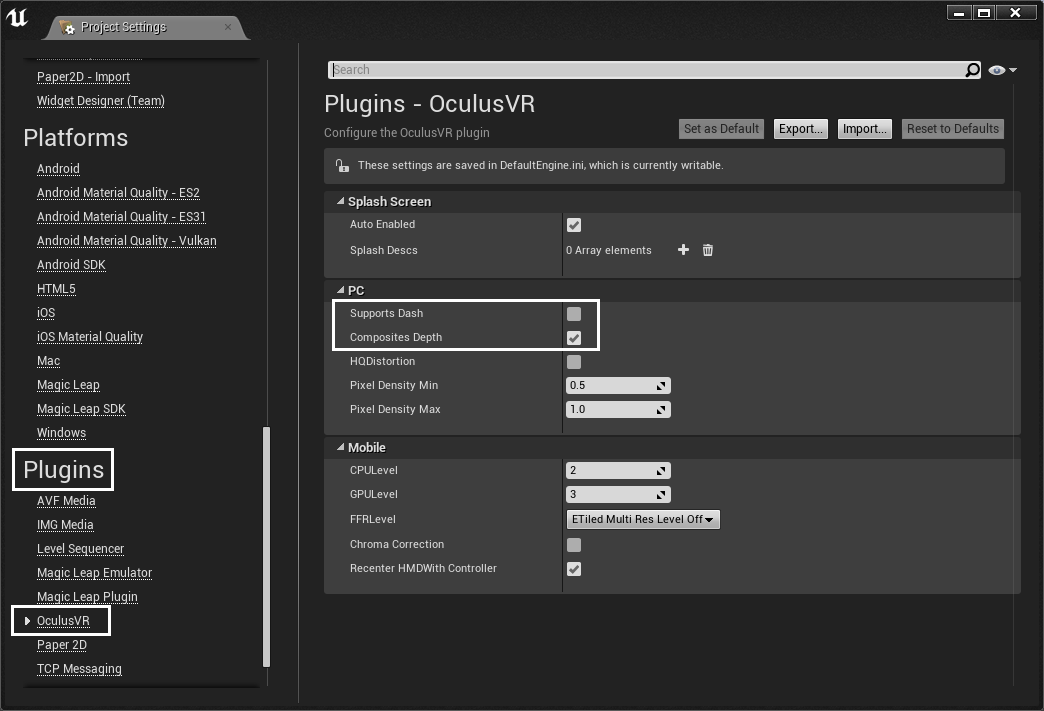 Project Settings
Paper2D - Import
Widget Designer (Team)
Platforms
Android
Android Material Quality - ES2
Android Material Quality - ES31
Android Material Quality - Vulkan
Android SDK
HTML5
iOS
iOS Material Quality
Mac
Magic Leap
Magic Leap SDK
Windows
Plugins
AVF Media
IMG Media
Level Sequencer
Magic Leap Emulator
Magic Leap Plugin
OculusVR
Paper 2D
TCP Messaging
Search
Plugins - OculusVR
Configure the OculusVR plugin
Set as Default Export... Import... Reset to Defaults
These settings are saved in DefaultEngine.ini, which is currently writable.
Splash Screen
Auto Enabled
Splash Descs 0 Array elements
PC
Supports Dash
Composites Depth
HQDistortion
Pixel Density Min 0.5
Pixel Density Max 1.0
Mobile
CPULevel 2
GPULevel 3
FFRLevel ETiled Multi Res Level Off
Chroma Correction
Recenter HMDWith Controller